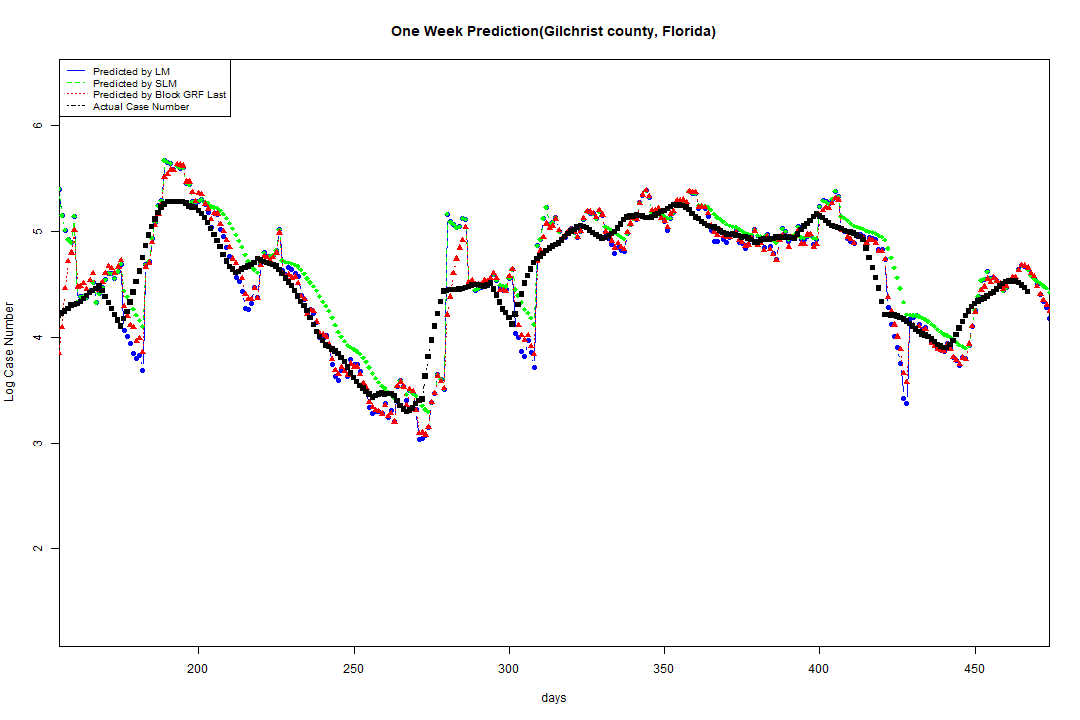 One Week Prediction(Gilchrist county, Florida)
Predicted by LM
Predicted by SLM
Predicted by Block GRF Last
Actual Case Number
6
5
4
3
2
Log Case Number
200 250 300 350 400 450
days